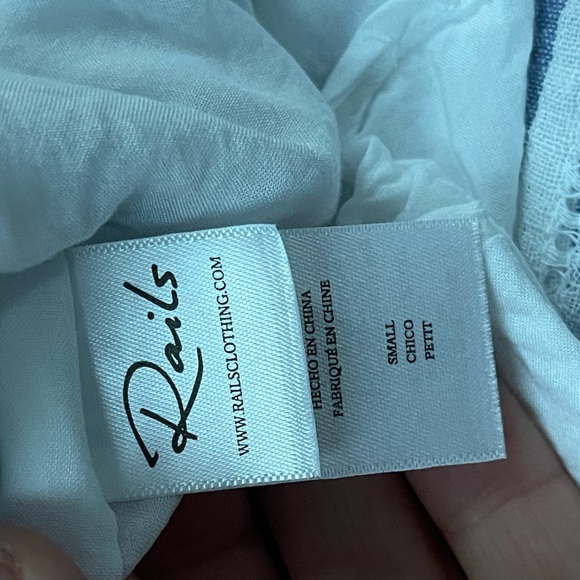 Rails
WWW.RAILSCLOTHING.COM
HECHO EN CHINA
FABRIQUÉ EN CHINE
SMALL
CHICO
PETIT